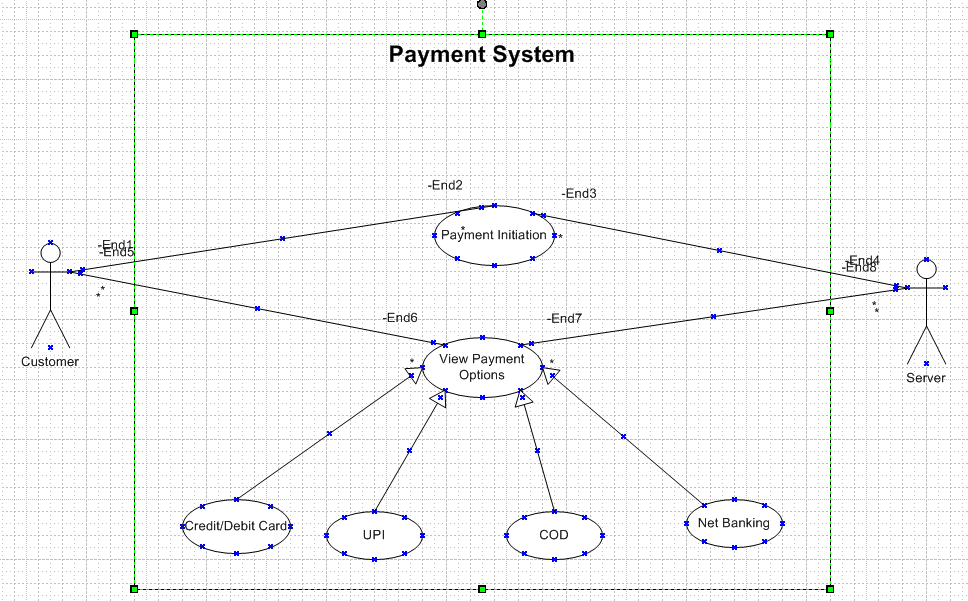 Payment System
-End2
-End3
Payment Initiation
*
*
-End1
-End5
-End4
-End8
*
*
*
*
Customer
-End6
-End7
View Payment
Options
*
*
Server
Credit/Debit Card
UPI
COD
Net Banking